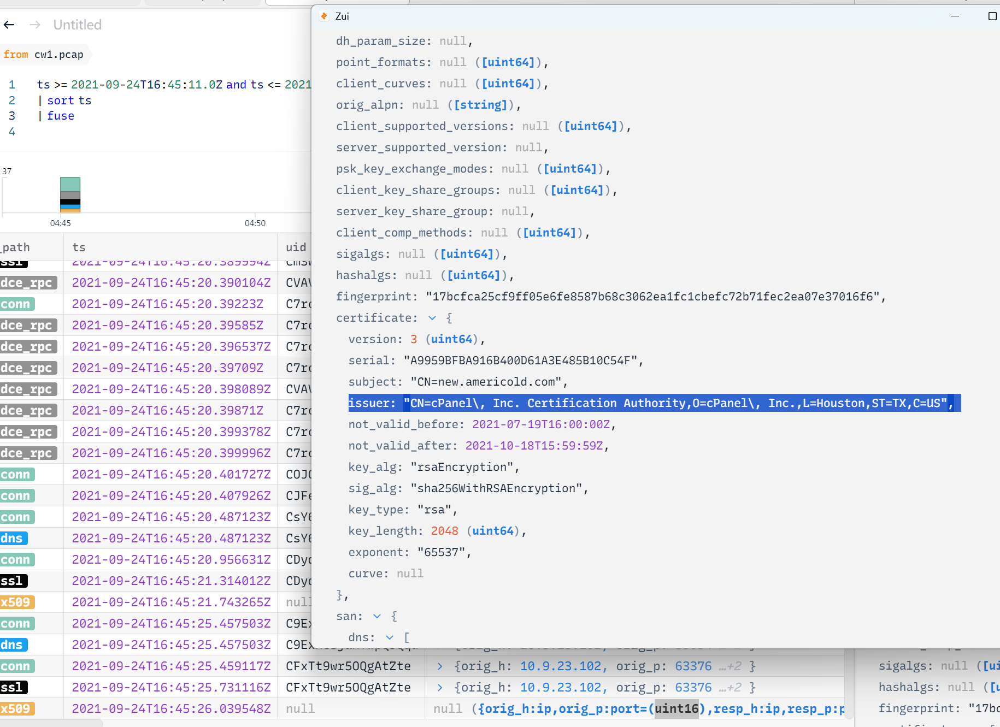 Untitled
from cw1.pcap
1 ts >= 2021-09-24T16:45:11.0Z and ts <= 2021
2 | sort ts
3 | fuse
4
37
04:45 04:50
_path ts uid
ssl 2021-09-24T16:45:20.389994Z
dce_rpc 2021-09-24T16:45:20.390104Z CVAV
conn 2021-09-24T16:45:20.39223Z C7rc
dce_rpc 2021-09-24T16:45:20.39585Z C7rc
dce_rpc 2021-09-24T16:45:20.396537Z C7rc
dce_rpc 2021-09-24T16:45:20.39709Z C7rc
dce_rpc 2021-09-24T16:45:20.398089Z CVAV
dce_rpc 2021-09-24T16:45:20.39871Z C7rc
dce_rpc 2021-09-24T16:45:20.399378Z C7rc
dce_rpc 2021-09-24T16:45:20.399996Z C7rc
conn 2021-09-24T16:45:20.401727Z
conn 2021-09-24T16:45:20.407926Z CJFe
conn 2021-09-24T16:45:20.487123Z CsY6
dns 2021-09-24T16:45:20.487123Z CsY6
conn 2021-09-24T16:45:20.956631Z CDyc
ssl 2021-09-24T16:45:21.314012Z CDyc
x509 2021-09-24T16:45:21.743265Z null
conn 2021-09-24T16:45:25.457503Z C9Ex
dns 2021-09-24T16:45:25.457503Z C9Ex
conn 2021-09-24T16:45:25.459117Z CFxTt9wr5OQgAtZte {orig_h: 10.9.23.102, orig_p: 63376 …+2 }
ssl 2021-09-24T16:45:25.731116Z CFxTt9wr5OQgAtZte {orig_h: 10.9.23.102, orig_p: 63376 …+2 }
x509 2021-09-24T16:45:26.039548Z null null ({orig_h:ip,orig_p:port=(uint16),resp_h:ip,resp_p:p
Zui
dh_param_size: null,
point_formats: null ([uint64]),
client_curves: null ([uint64]),
orig_alpn: null ([string]),
client_supported_versions: null ([uint64]),
server_supported_version: null,
psk_key_exchange_modes: null ([uint64]),
client_key_share_groups: null ([uint64]),
server_key_share_group: null,
client_comp_methods: null ([uint64]),
sigalgs: null ([uint64]),
hashalgs: null ([uint64]),
fingerprint: "17bcfca25cf9ff05e6fe8587b68c3062ea1fc1cbefc72b71fec2ea07e37016f6",
certificate: {
version: 3 (uint64),
serial: "A9959BFBA916B400D61A3E485B10C54F",
subject: "CN=new.americold.com",
issuer: "CN=cPanel\, Inc. Certification Authority,O=cPanel\, Inc.,L=Houston,ST=TX,C=US",
not_valid_before: 2021-07-19T16:00:00Z,
not_valid_after: 2021-10-18T15:59:59Z,
key_alg: "rsaEncryption",
sig_alg: "sha256WithRSAEncryption",
key_type: "rsa",
key_length: 2048 (uint64),
exponent: "65537",
curve: null
},
san: {
dns: [
sigalgs: null ([ui
hashalgs: null ([u
fingerprint: "17bc